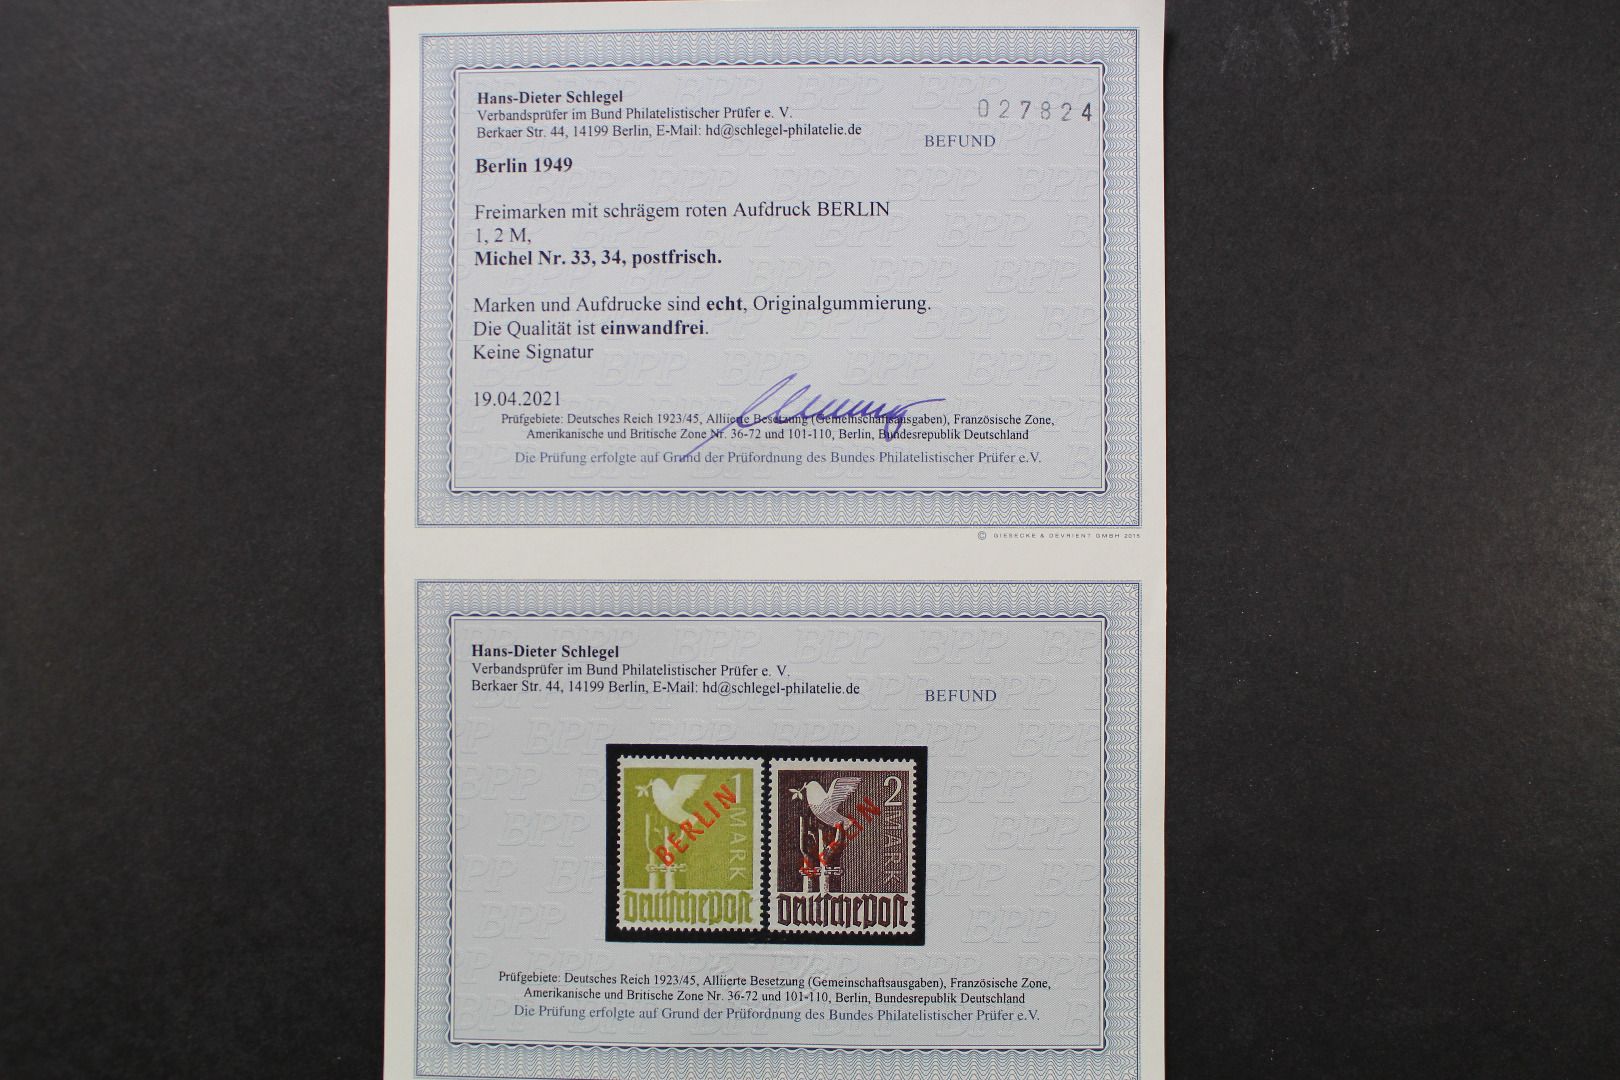 Hans-Dieter Schlegel
Verbandsprüfer im Bund Philatelistischer Prüfer e. V.
Berkaer Str. 44, 14199 Berlin, E-Mail: hd@schlegel-philatelie.de
027824
BEFUND
Berlin 1949
Freimarken mit schrägem roten Aufdruck BERLIN
1, 2 M,
Michel Nr. 33, 34, postfrisch.
Marken und Aufdrucke sind echt, Originalgummierung.
Die Qualität ist einwandfrei.
Keine Signatur
19.04.2021
Prüfgebiete: Deutsches Reich 1923/45, Alliierte Besetzung (Gemeinschaftsausgaben), Französische Zone,
Amerikanische und Britische Zone Nr. 36-72 und 101-110, Berlin, Bundesrepublik Deutschland
Die Prüfung erfolgte auf Grund der Prüfordnung des Bundes Philatelistischer Prüfer e.V.
© GIESECKE & DEVRIENT GMBH 2015
Hans-Dieter Schlegel
Verbandsprüfer im Bund Philatelistischer Prüfer e. V.
Berkaer Str. 44, 14199 Berlin, E-Mail: hd@schlegel-philatelie.de
BEFUND
1 MARK
BERLIN
deutsche post
2 MARK
BERLIN
deutsche post
Prüfgebiete: Deutsches Reich 1923/45, Alliierte Besetzung (Gemeinschaftsausgaben), Französische Zone,
Amerikanische und Britische Zone Nr. 36-72 und 101-110, Berlin, Bundesrepublik Deutschland
Die Prüfung erfolgte auf Grund der Prüfordnung des Bundes Philatelistischer Prüfer e.V.